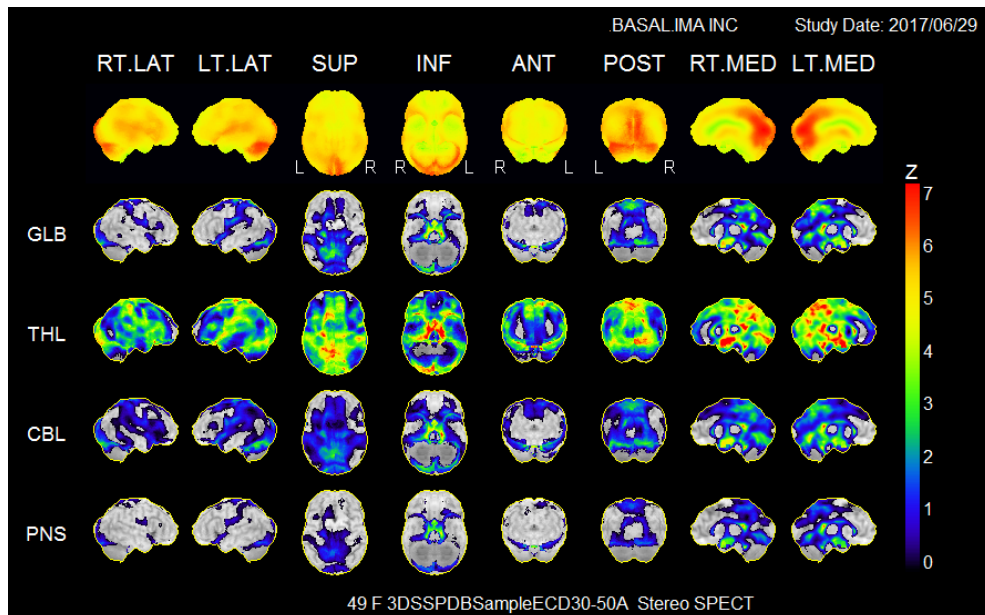 .BASAL.IMA INC Study Date: 2017/06/29
RT.LAT LT.LAT SUP INF ANT POST RT.MED LT.MED
L R R L R L L R
Z
7
GLB
6
5
THL
4
3
CBL
2
1
PNS
0
49 F 3DSSPDBSampleECD30-50A Stereo SPECT